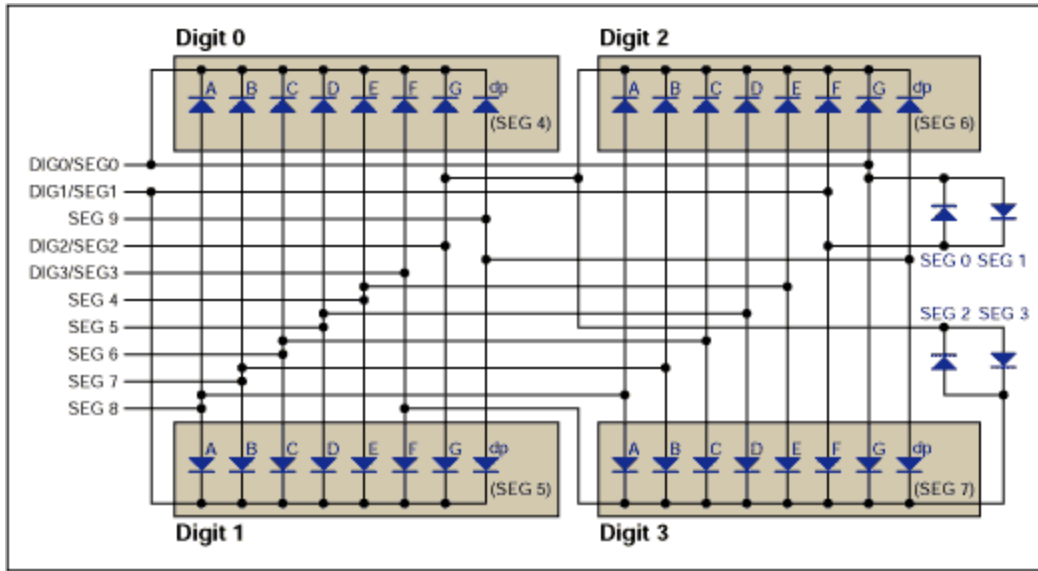 Digit 0
Digit 2
A B C D E F G dp
A B C D E F G dp
(SEG 4)
(SEG 6)
DIG0/SEG0
DIG1/SEG1
SEG 9
DIG2/SEG2
DIG3/SEG3
SEG 4
SEG 5
SEG 6
SEG 7
SEG 8
SEG 0 SEG 1
SEG 2 SEG 3
A B C D E F G dp
A B C D E F G dp
(SEG 5)
(SEG 7)
Digit 1
Digit 3